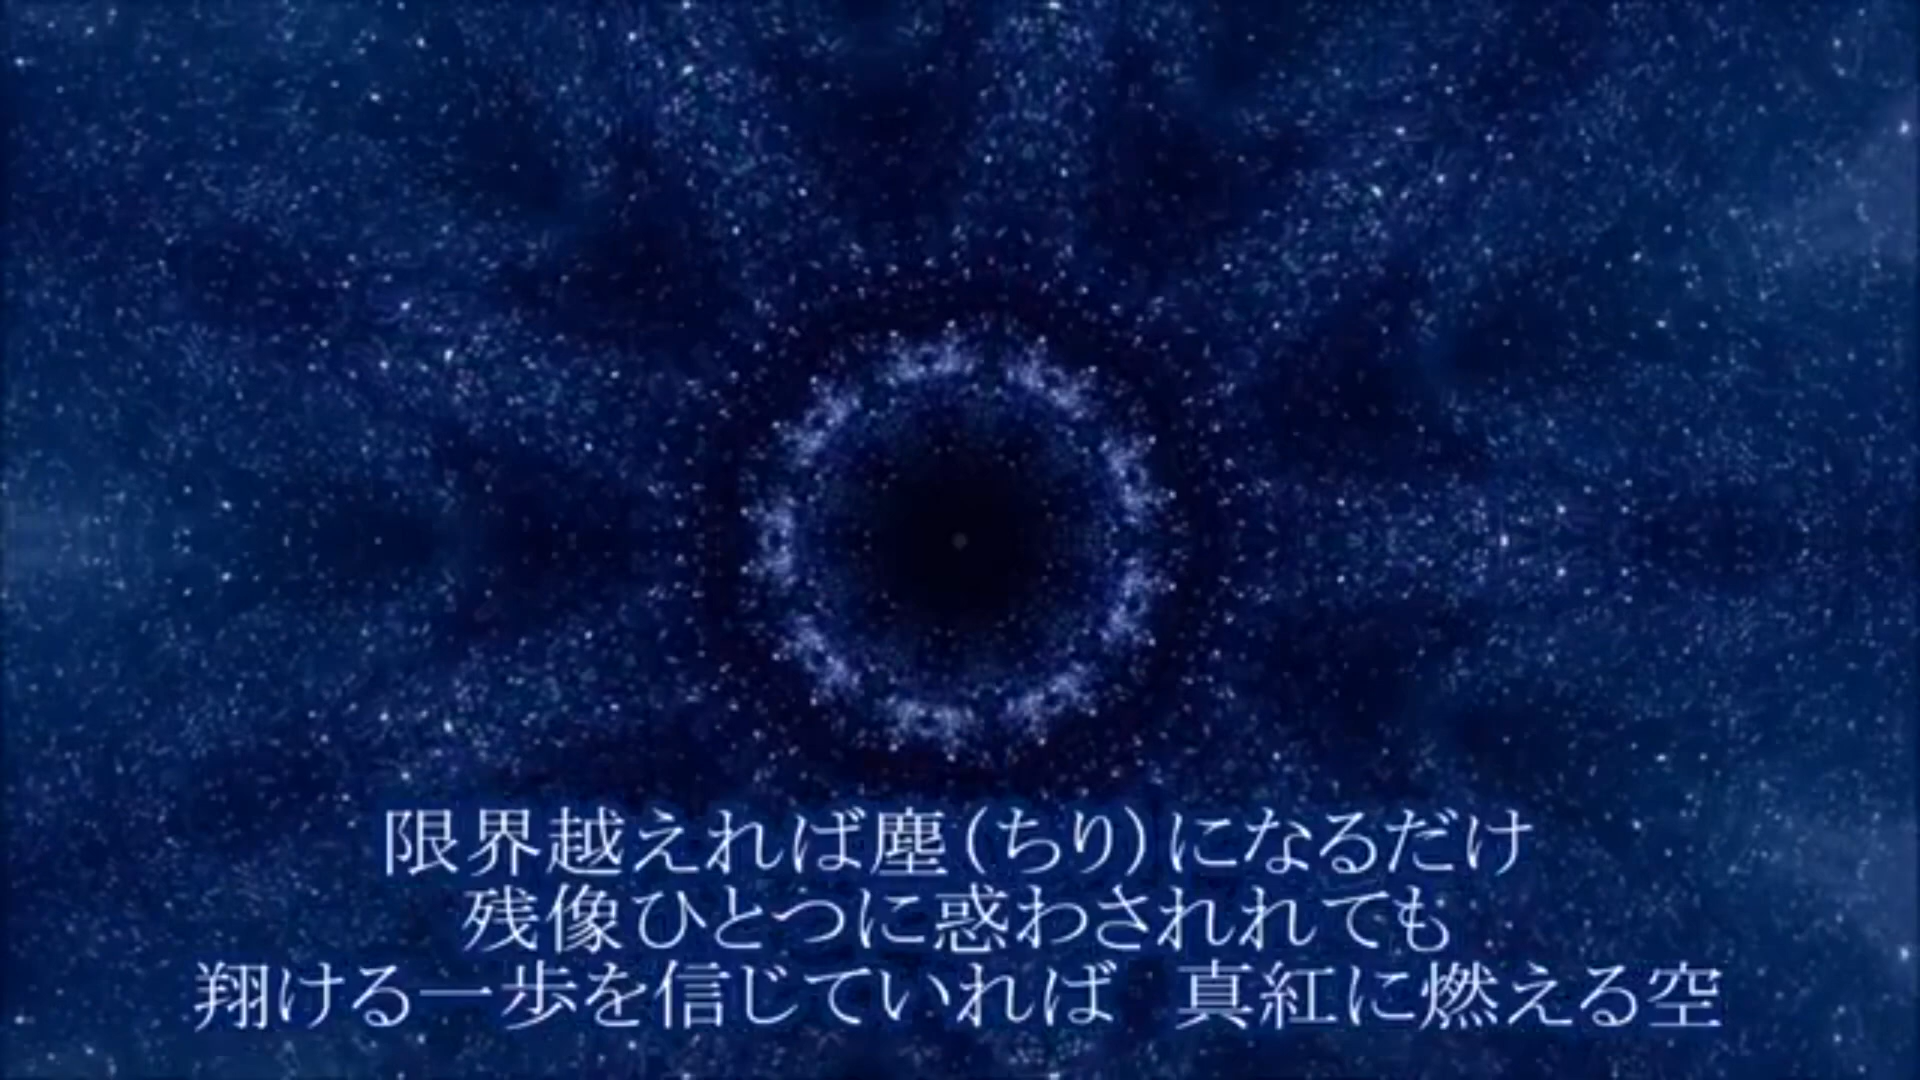 限界越えれば塵（ちり）になるだけ
残像ひとつに惑わされれても
翔ける一歩を信じていれば　真紅に燃える空